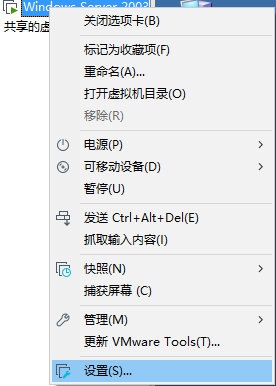 Windows Server 2003
关闭选项卡(B)
共享的虚
标记为收藏项(F)
重命名(A)...
打开虚拟机目录(O)
移除(R)
电源(P)
可移动设备(D)
暂停(U)
发送 Ctrl+Alt+Del(E)
抓取输入内容(I)
快照(N)
捕获屏幕 (C)
管理(M)
更新 VMware Tools(T)...
设置(S)...